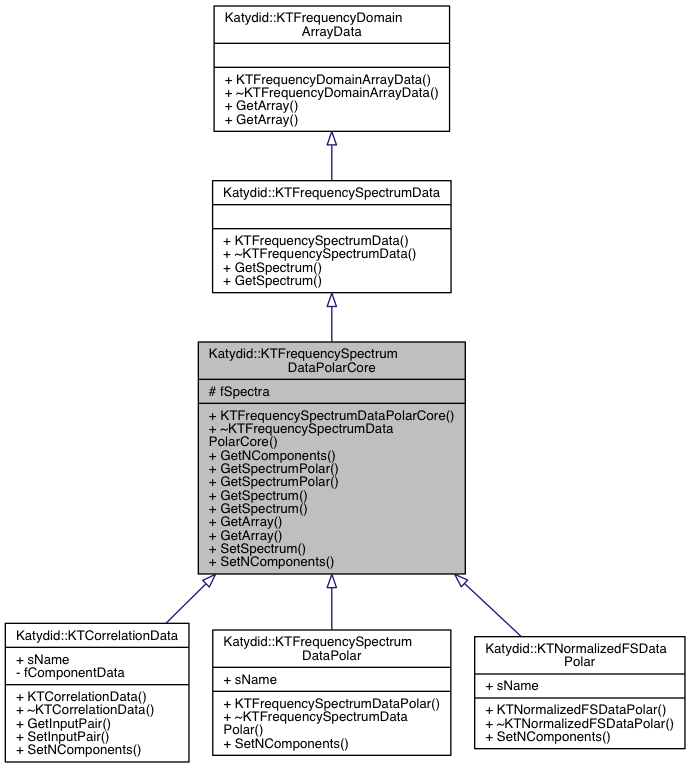 Katydid::KTFrequencyDomain
ArrayData
+ KTFrequencyDomainArrayData()
+ ~KTFrequencyDomainArrayData()
+ GetArray()
+ GetArray()
Katydid::KTFrequencySpectrumData
+ KTFrequencySpectrumData()
+ ~KTFrequencySpectrumData()
+ GetSpectrum()
+ GetSpectrum()
Katydid::KTFrequencySpectrum
DataPolarCore
# fSpectra
+ KTFrequencySpectrumDataPolarCore()
+ ~KTFrequencySpectrumData
PolarCore()
+ GetNComponents()
+ GetSpectrumPolar()
+ GetSpectrumPolar()
+ GetSpectrum()
+ GetSpectrum()
+ GetArray()
+ GetArray()
+ SetSpectrum()
+ SetNComponents()
Katydid::KTCorrelationData
+ sName
- fComponentData
+ KTCorrelationData()
+ ~KTCorrelationData()
+ GetInputPair()
+ SetInputPair()
+ SetNComponents()
Katydid::KTFrequencySpectrum
DataPolar
+ sName
+ KTFrequencySpectrumDataPolar()
+ ~KTFrequencySpectrumData
Polar()
+ SetNComponents()
Katydid::KTNormalizedFSData
Polar
+ sName
+ KTNormalizedFSDataPolar()
+ ~KTNormalizedFSDataPolar()
+ SetNComponents()